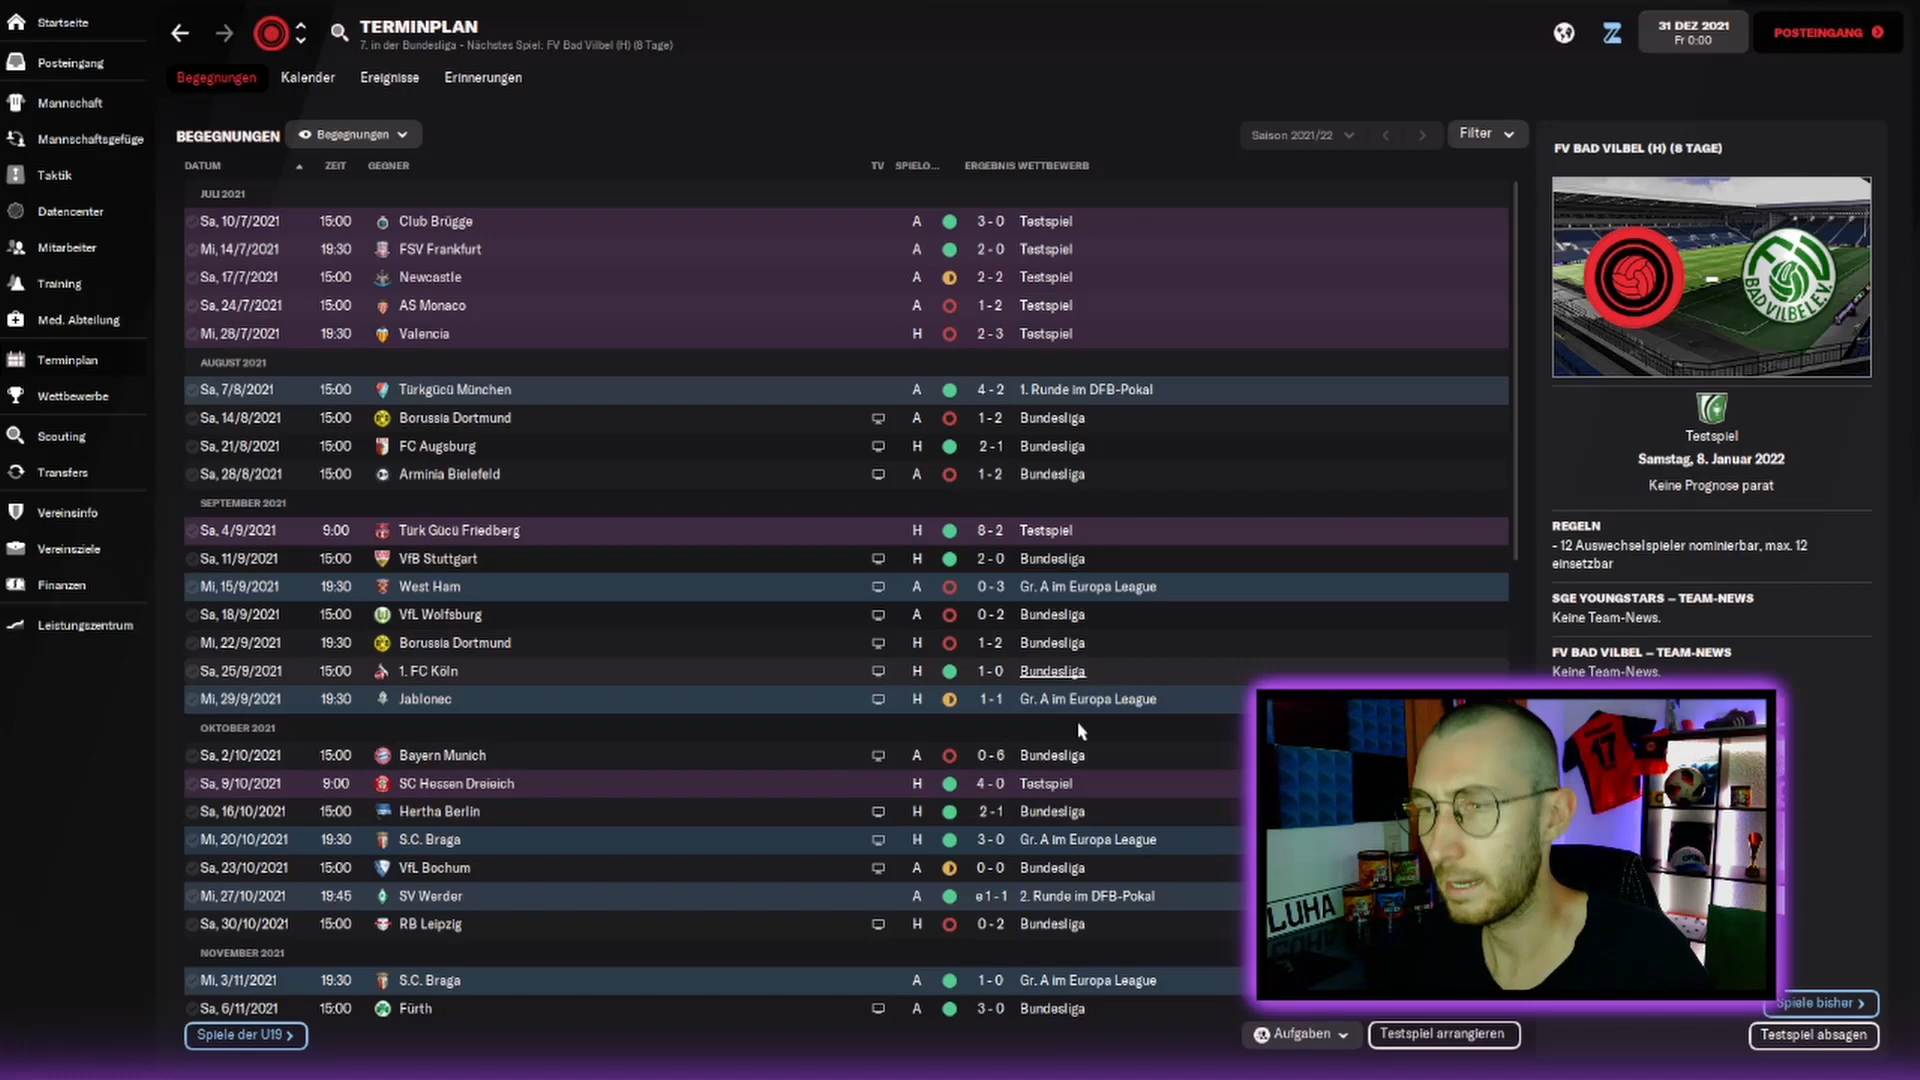 Startseite
Posteingang
Mannschaft
Mannschaftsgefüge
Taktik
Datencenter
Mitarbeiter
Training
Med. Abteilung
Terminplan
Wettbewerbe
Scouting
Transfers
Vereinsinfo
Vereinsziele
Finanzen
Leistungszentrum
TERMINPLAN
7. in der Bundesliga - Nächstes Spiel: FV Bad Vilbel (H) (8 Tage)
31 DEZ 2021
Fr 0:00
POSTEINGANG
Begegnungen Kalender Ereignisse Erinnerungen
BEGEGNUNGEN Begegnungen Saison 2021/22 Filter
DATUM ZEIT GEGNER TV SPIELO... ERGEBNIS WETTBEWERB
JULI 2021
Sa, 10/7/2021 15:00 Club Brügge A 3 - 0 Testspiel
Mi, 14/7/2021 19:30 FSV Frankfurt A 2 - 0 Testspiel
Sa, 17/7/2021 15:00 Newcastle A 2 - 2 Testspiel
Sa, 24/7/2021 15:00 AS Monaco A 1 - 2 Testspiel
Mi, 28/7/2021 19:30 Valencia H 2 - 3 Testspiel
AUGUST 2021
Sa, 7/8/2021 15:00 Türkgücü München A 4 - 2 1. Runde im DFB-Pokal
Sa, 14/8/2021 15:00 Borussia Dortmund A 1 - 2 Bundesliga
Sa, 21/8/2021 15:00 FC Augsburg H 2 - 1 Bundesliga
Sa, 28/8/2021 15:00 Arminia Bielefeld A 1 - 2 Bundesliga
SEPTEMBER 2021
Sa, 4/9/2021 9:00 Türk Gücü Friedberg H 8 - 2 Testspiel
Sa, 11/9/2021 15:00 VfB Stuttgart H 2 - 0 Bundesliga
Mi, 15/9/2021 19:30 West Ham A 0 - 3 Gr. A im Europa League
Sa, 18/9/2021 15:00 VfL Wolfsburg A 0 - 2 Bundesliga
Mi, 22/9/2021 19:30 Borussia Dortmund H 1 - 2 Bundesliga
Sa, 25/9/2021 15:00 1. FC Köln H 1 - 0 Bundesliga
Mi, 29/9/2021 19:30 Jablonec H 1 - 1 Gr. A im Europa League
OKTOBER 2021
Sa, 2/10/2021 15:00 Bayern Munich A 0 - 6 Bundesliga
Sa, 9/10/2021 9:00 SC Hessen Dreieich H 4 - 0 Testspiel
Sa, 16/10/2021 15:00 Hertha Berlin H 2 - 1 Bundesliga
Mi, 20/10/2021 19:30 S.C. Braga H 3 - 0 Gr. A im Europa League
Sa, 23/10/2021 15:00 VfL Bochum A 0 - 0 Bundesliga
Mi, 27/10/2021 19:45 SV Werder A e 1 - 1 2. Runde im DFB-Pokal
Sa, 30/10/2021 15:00 RB Leipzig H 0 - 2 Bundesliga
NOVEMBER 2021
Mi, 3/11/2021 19:30 S.C. Braga A 1 - 0 Gr. A im Europa League
Sa, 6/11/2021 15:00 Fürth H 3 - 0 Bundesliga
Spiele der U19
Aufgaben
Testspiel arrangieren
FV BAD VILBEL (H) (8 TAGE)
BAD VILBEL E.V.
Testspiel
Samstag, 8. Januar 2022
Keine Prognose parat
REGELN
- 12 Auswechselspieler nominierbar, max. 12
einsetzbar
SGE YOUNGSTARS – TEAM-NEWS
Keine Team-News.
FV BAD VILBEL – TEAM-NEWS
Keine Team-News.
17
LUHA
Spiele bisher
Testspiel absagen